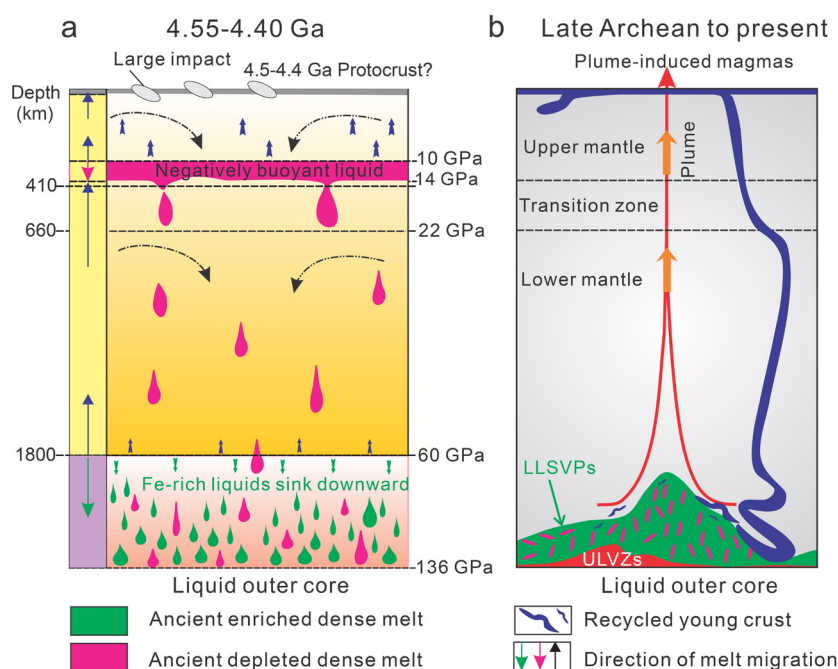 a
4.55-4.40 Ga
Large impact
4.5-4.4 Ga Protocrust?
Depth
(km)
10 GPa
Negatively buoyant liquid
14 GPa
410
660
22 GPa
1800
60 GPa
Fe-rich liquids sink downward
136 GPa
Liquid outer core
Ancient enriched dense melt
Ancient depleted dense melt
b
Late Archean to present
Plume-induced magmas
Upper mantle
Plume
Transition zone
Lower mantle
LLSVPs
ULVZs
Liquid outer core
Recycled young crust
Direction of melt migration